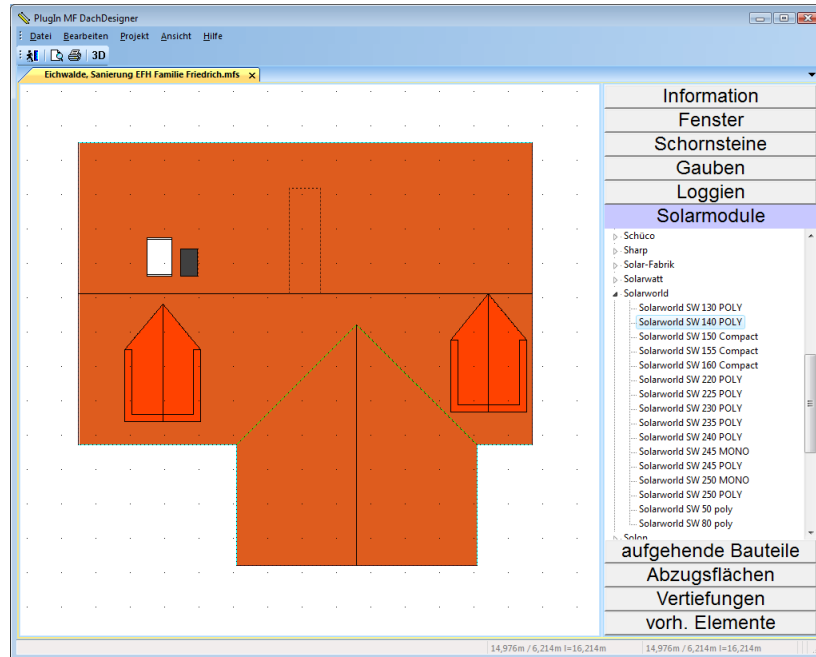 PlugIn MF DachDesigner
Datei Bearbeiten Projekt Ansicht Hilfe
3D
Eichwalde, Sanierung EFH Familie Friedrich.mfs x
Information
Fenster
Schornsteine
Gauben
Loggien
Solarmodule
Schüco
Sharp
Solar-Fabrik
Solarwatt
Solarworld
Solarworld SW 130 POLY
Solarworld SW 140 POLY
Solarworld SW 150 Compact
Solarworld SW 155 Compact
Solarworld SW 160 Compact
Solarworld SW 220 POLY
Solarworld SW 225 POLY
Solarworld SW 230 POLY
Solarworld SW 235 POLY
Solarworld SW 240 POLY
Solarworld SW 245 MONO
Solarworld SW 245 POLY
Solarworld SW 250 MONO
Solarworld SW 250 POLY
Solarworld SW 50 poly
Solarworld SW 80 poly
Solon
aufgehende Bauteile
Abzugsflächen
Vertiefungen
vorh. Elemente
14,976m / 6,214m l=16,214m 14,976m / 6,214m l=16,214m